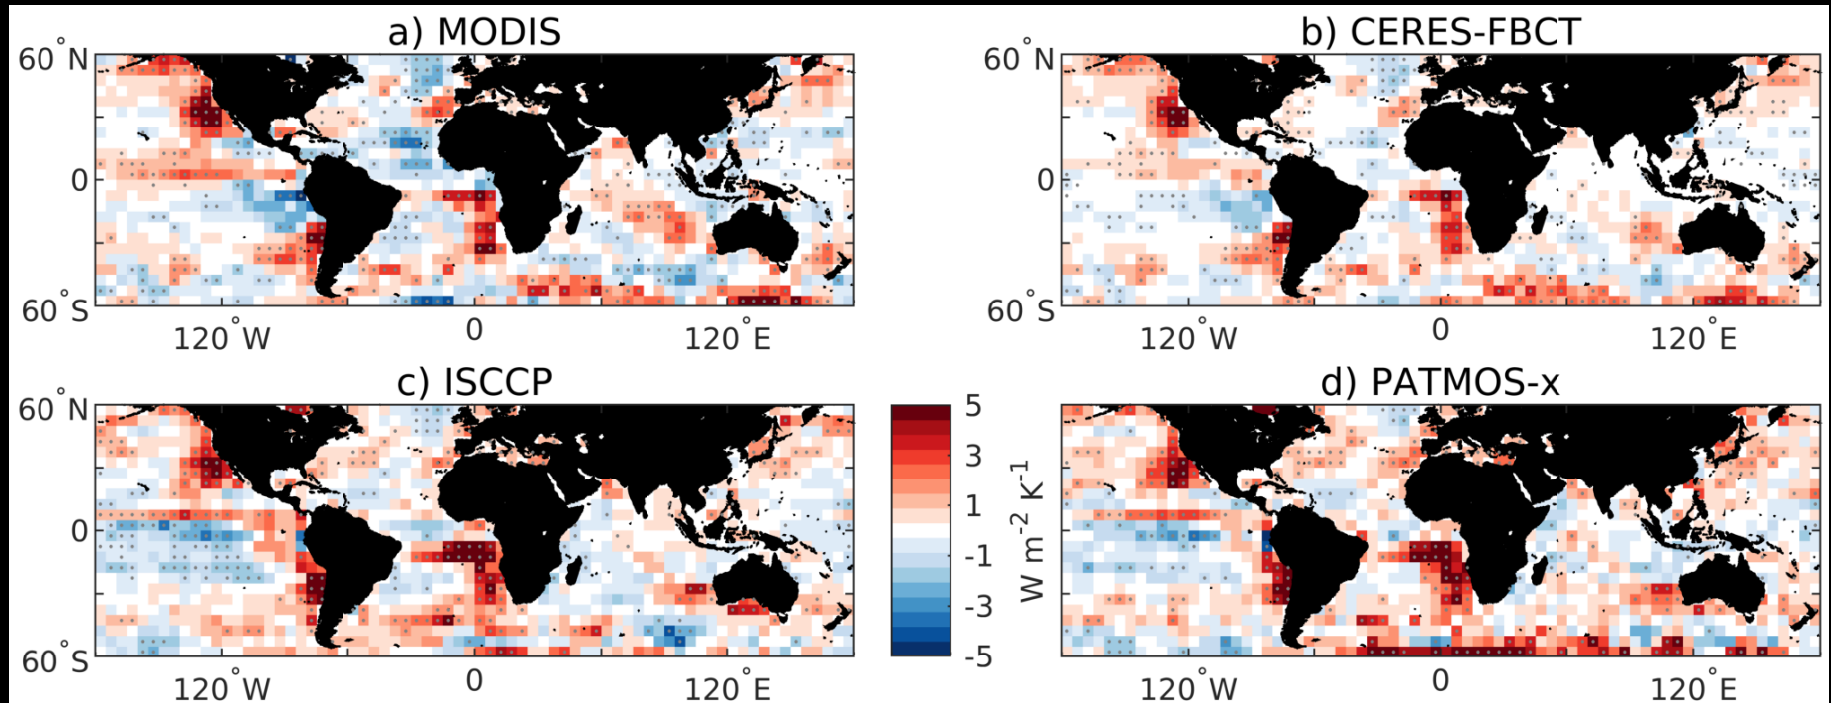 a) MODIS
b) CERES-FBCT
60°N
0
60°S
120°W
0
120°E
60°N
0
60°S
120°W
0
120°E
c) ISCCP
d) PATMOS-x
60°N
0
60°S
120°W
0
120°E
5
3
1
-1
-3
-5
W m-2 K-1
120°W
0
120°E